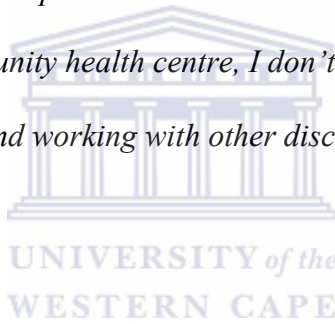 unity health centre, I don't
nd working with other disc
UNIVERSITY of the
WESTERN CAPE